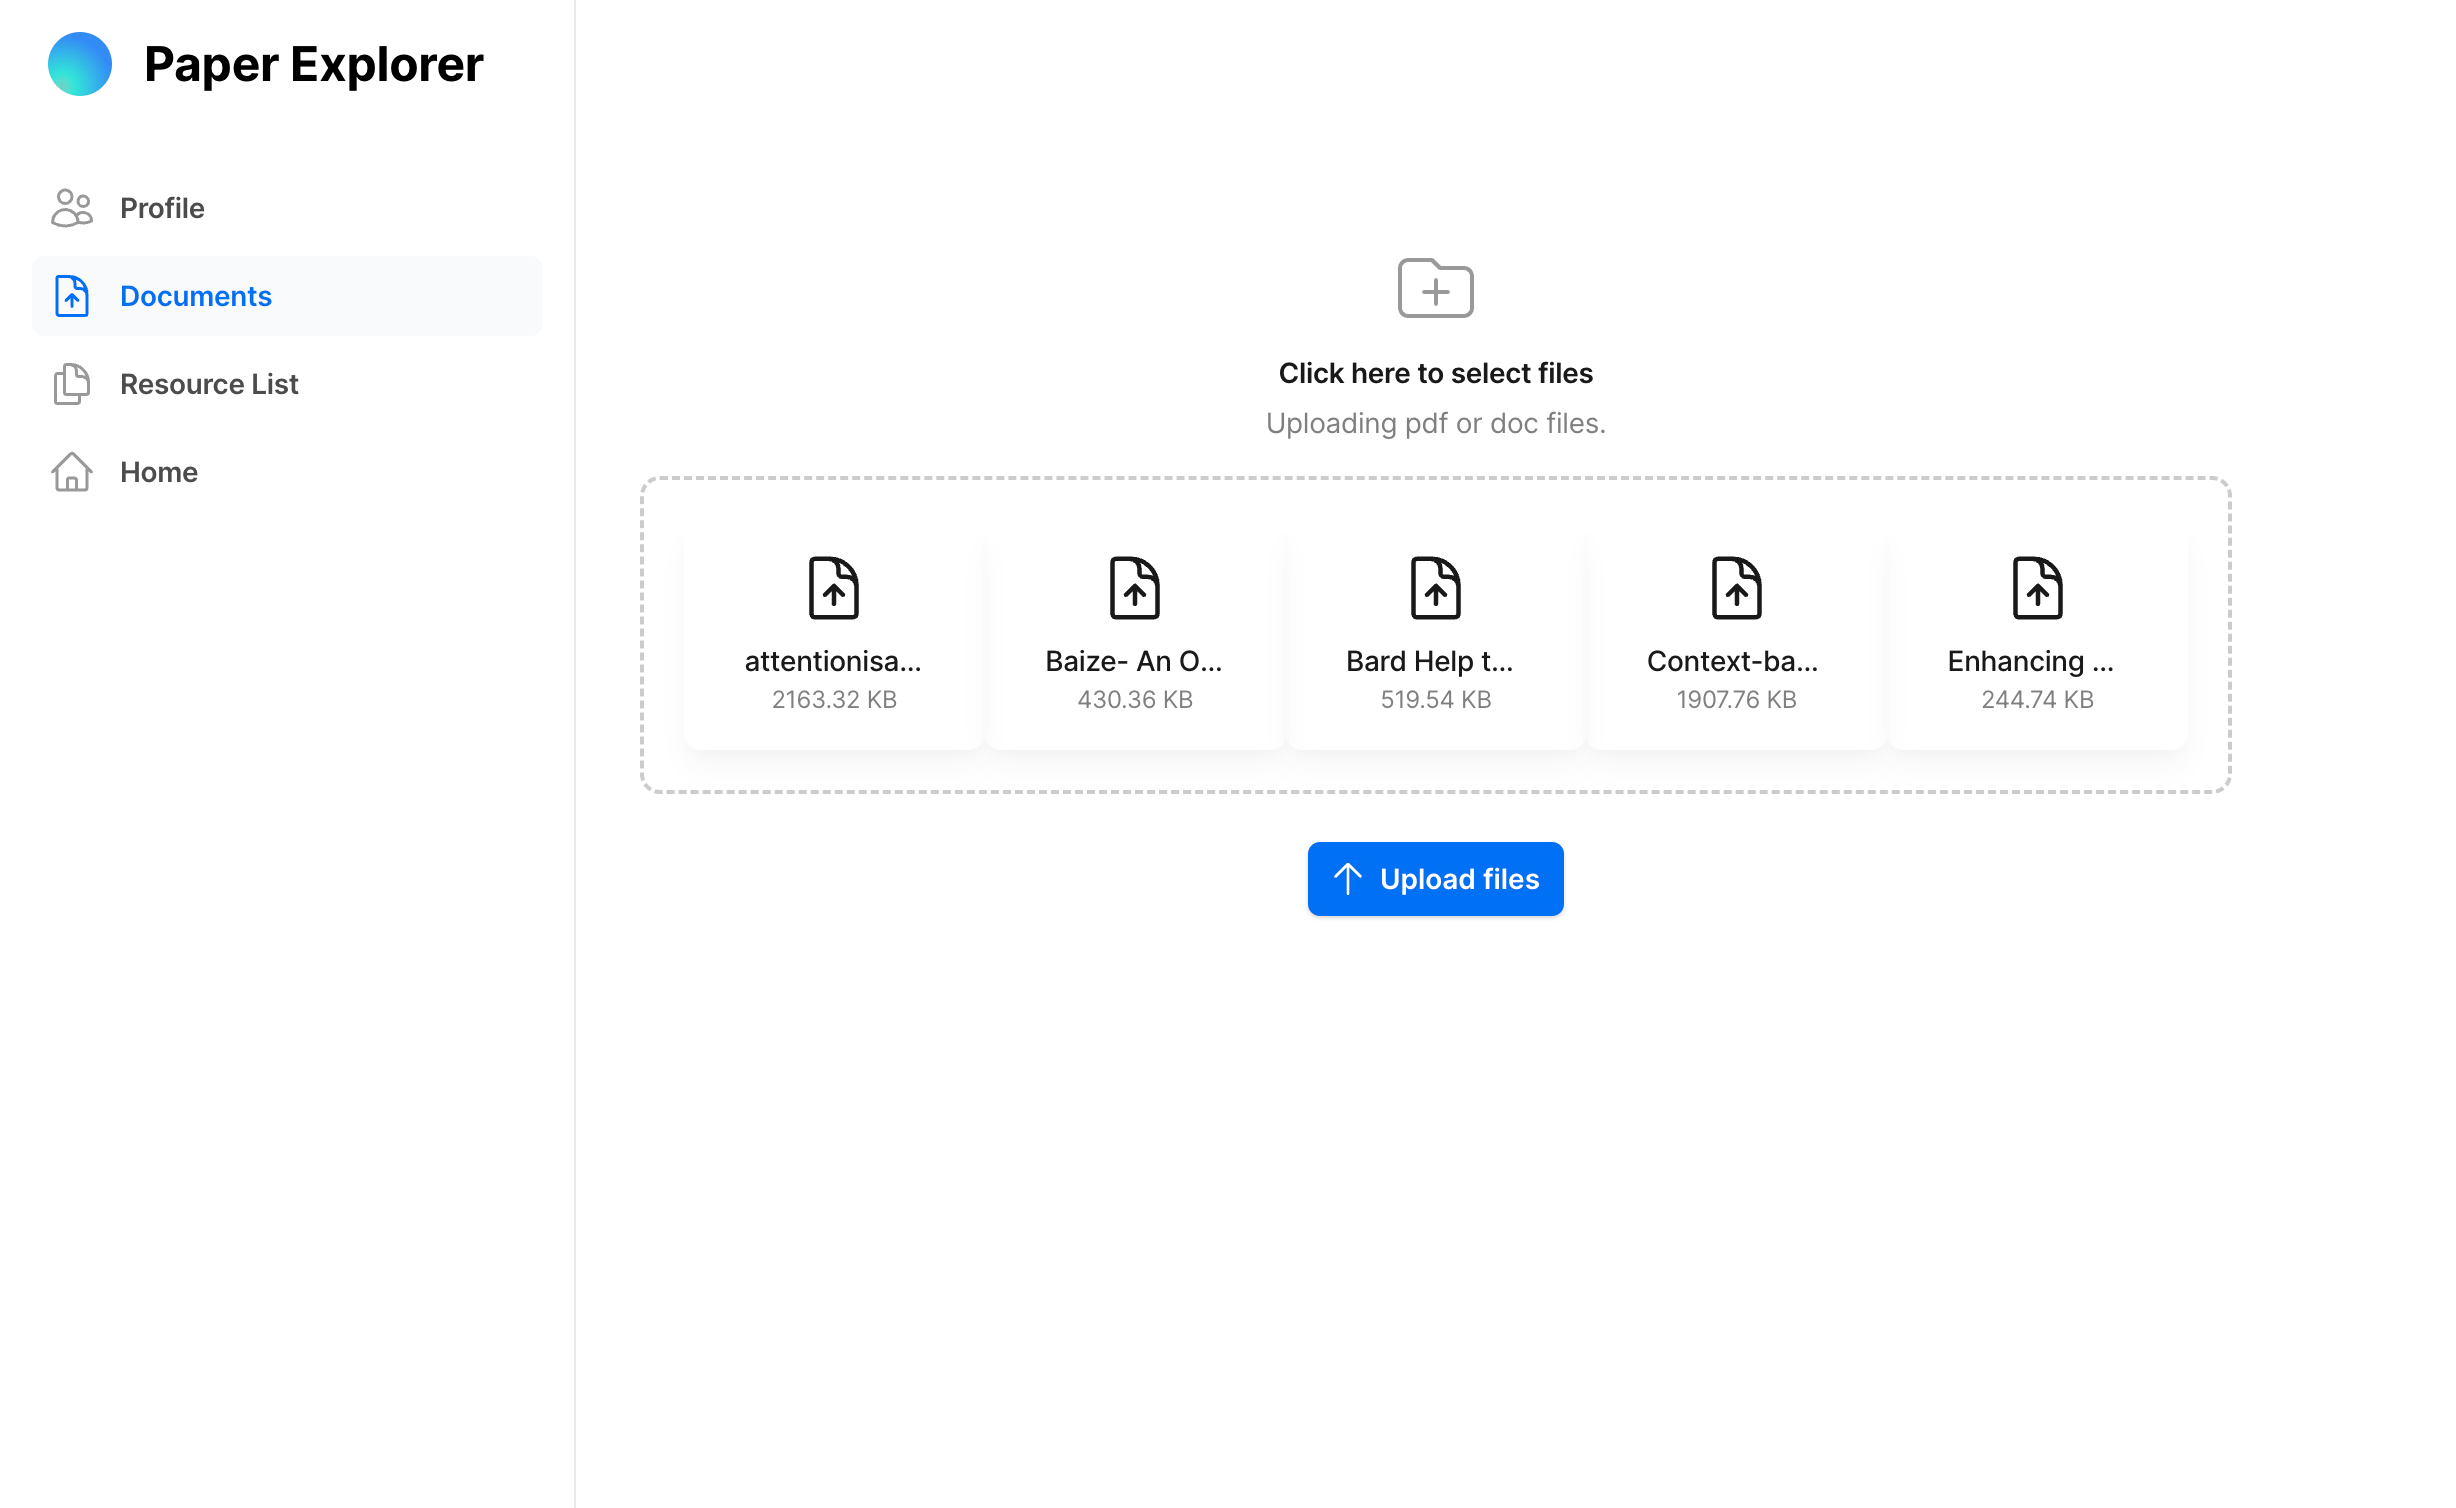 Paper Explorer
Profile
Documents
Resource List
Home
Click here to select files
Uploading pdf or doc files.
attentionisa...
2163.32 KB
Baize- An O...
430.36 KB
Bard Help t...
519.54 KB
Context-ba...
1907.76 KB
Enhancing ...
244.74 KB
Upload files